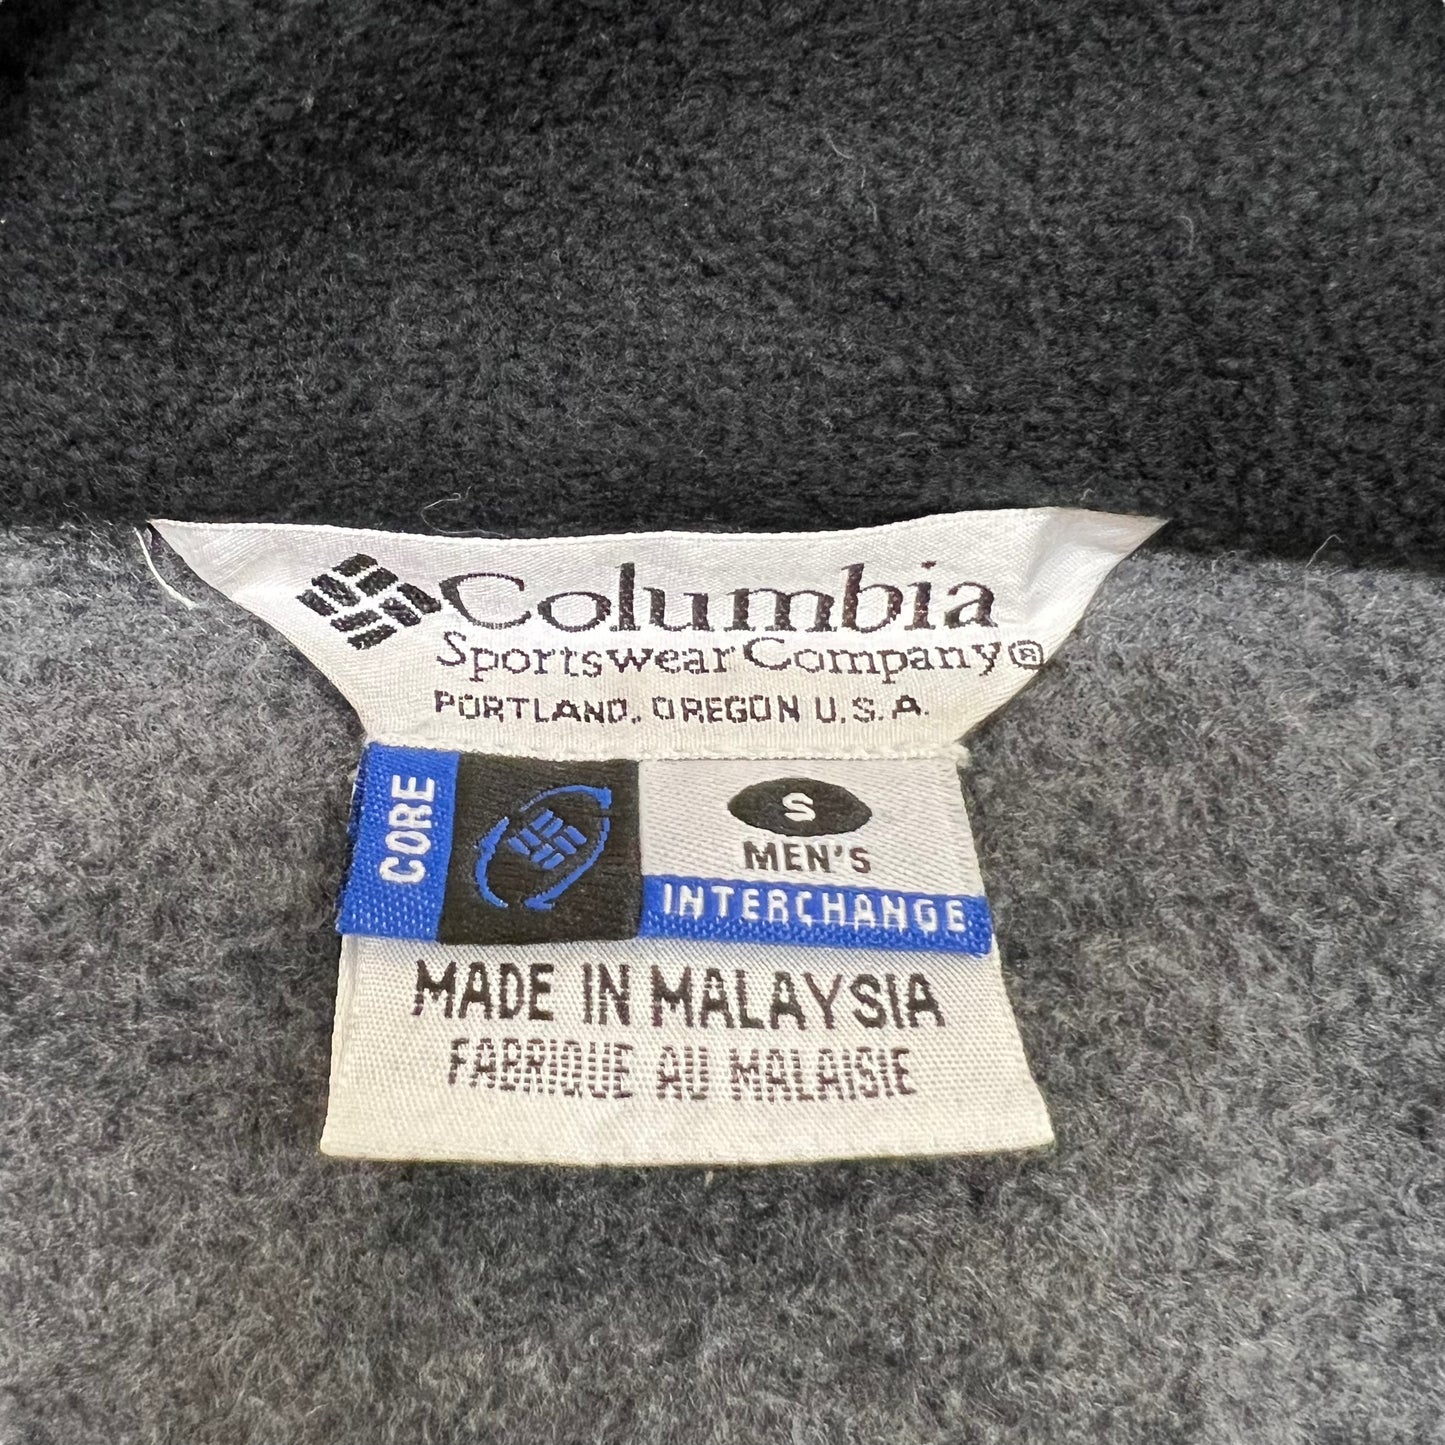 Columbia
Sportswear Company®
PORTLAND, OREGON U.S.A.
CORE
S
MEN'S
INTERCHANGE
MADE IN MALAYSIA
FABRIQUE AU MALAISIE